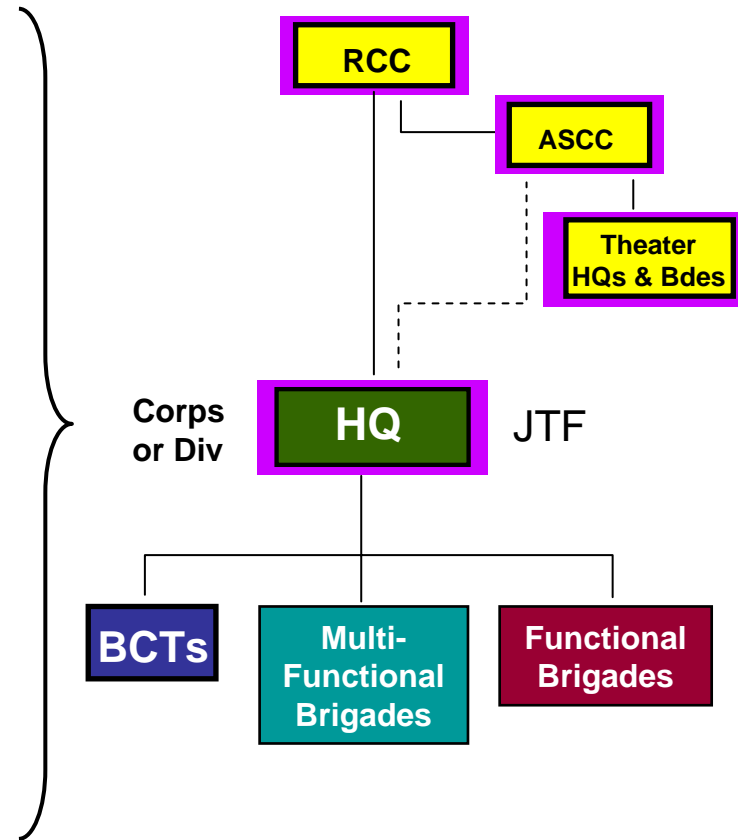 RCC
ASCC
Theater
HQs & Bdes
Corps
or Div
HQ
JTF
BCTs
Multi-
Functional
Brigades
Functional
Brigades